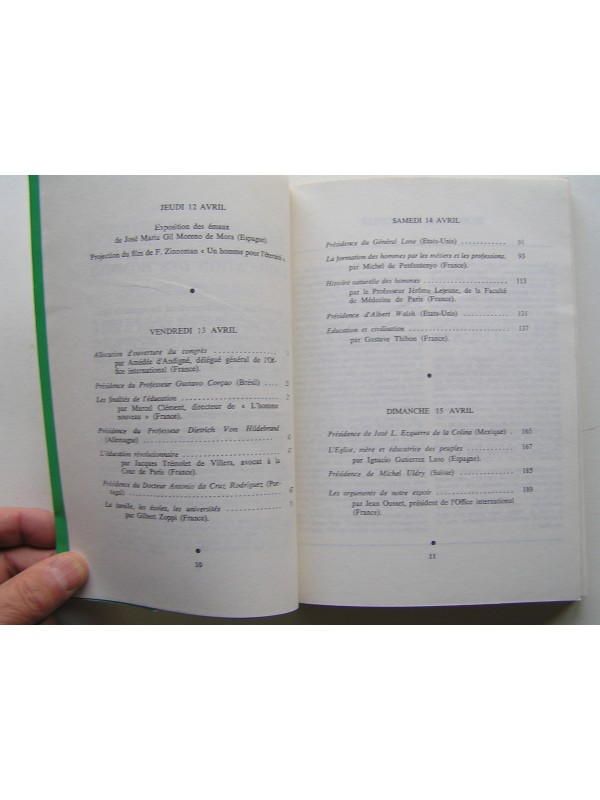 JEUDI 12 AVRIL
Exposition des émaux
de José Maria Gil Moreno de Mora (Espagne)
Projection du film de F. Zinneman « Un homme pour l'éternité »
VENDREDI 13 AVRIL
Allocution d'ouverture du congrès
par Amédée d'Andigné, délégué général de l'Of-
fice international (France).
Présidence du Professeur Gustavo Corçao (Brésil)
Les finalités de l'éducation
par Marcel Clément, directeur de « L'homme
nouveau » (France).
Présidence du Professeur Dietrich Von Hildebrand
(Allemagne)
L'éducation révolutionnaire
par Jacques Trémolet de Villers, avocat à la
Cour de Paris (France).
Présidence du Docteur Antonio da Cruz Rodriguez (Por-
tugal)
La famille, les écoles, les universités
par Gilbert Zoppi (France).
10
SAMEDI 14 AVRIL
Présidence du Général Lane (Etats-Unis) 91
La formation des hommes par les métiers et les professions. 93
par Michel de Penfentenyo (France).
Histoire naturelle des hommes 113
par le Professeur Jérôme Lejeune, de la Faculté
de Médecine de Paris (France).
Présidence d'Albert Walsh (Etats-Unis) 131
Education et civilisation 137
par Gustave Thibon (France).
DIMANCHE 15 AVRIL
Présidence de José L. Ezquerra de la Colina (Mexique) . 165
L'Eglise, mère et éducatrice des peuples 167
par Ignacio Gutierrez Laso (Espagne).
Présidence de Michel Uldry (Suisse) 185
Les arguments de notre espoir 189
par Jean Ousset, président de l'Office international
(France).
11